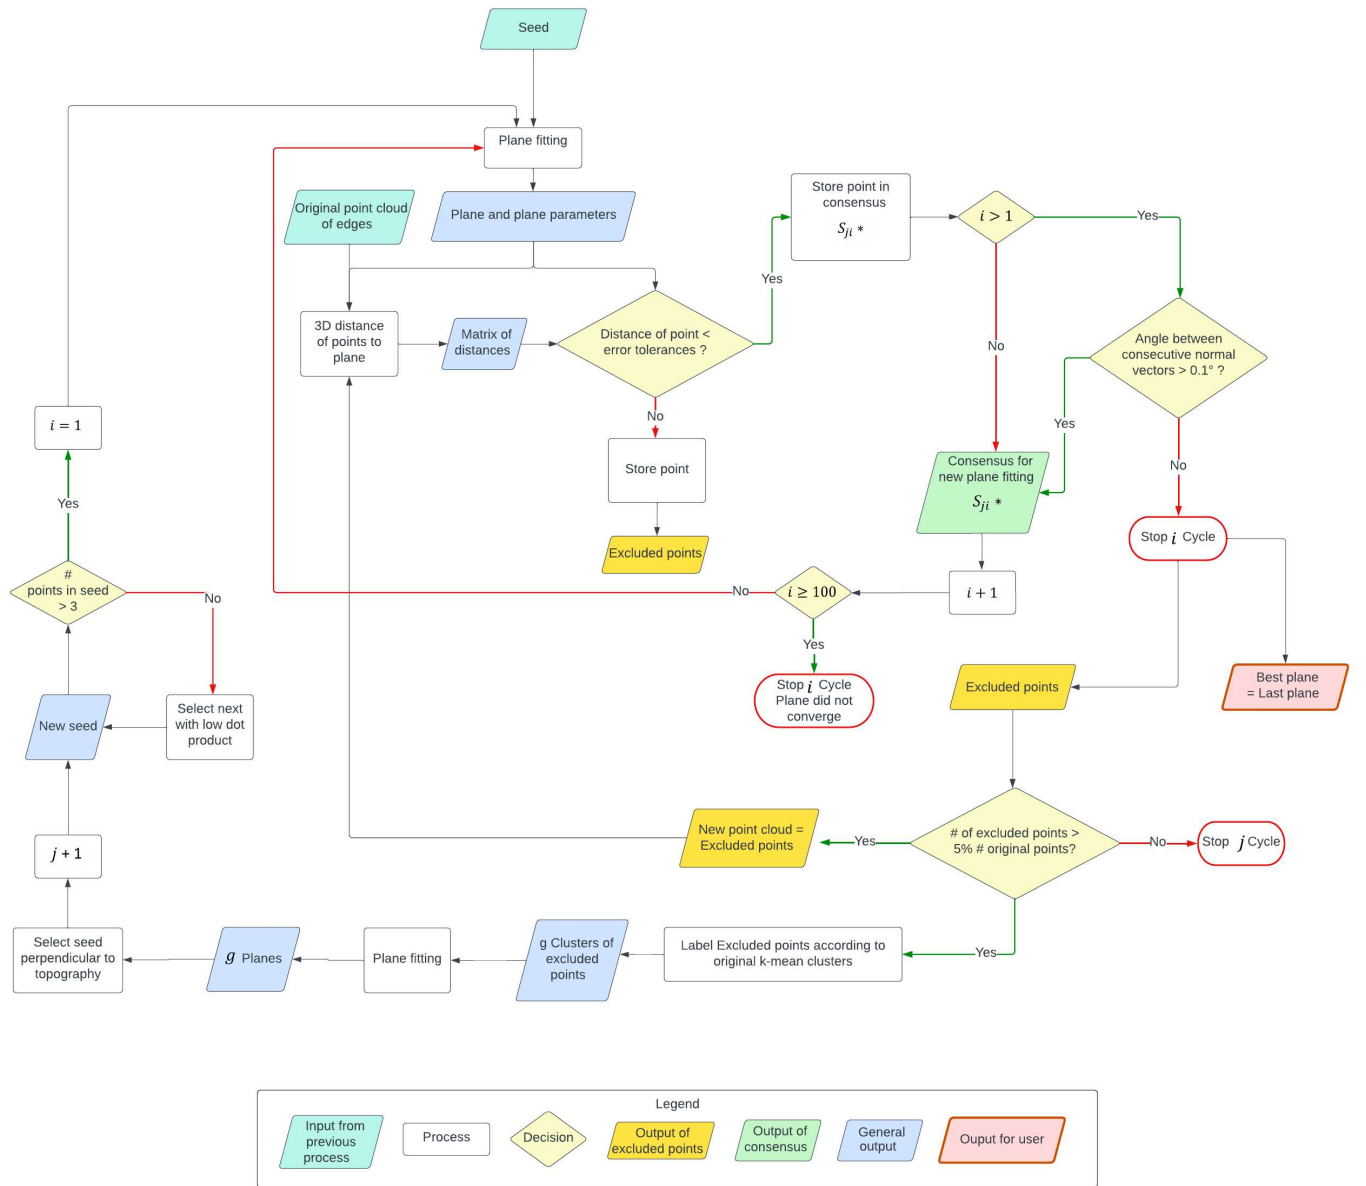 Seed
Plane fitting
Original point cloud
of edges
Plane and plane parameters
Store point in
consensus
S_ji *
i > 1
Yes
Yes
3D distance
of points to
plane
Matrix of
distances
Distance of point <
error tolerances ?
No
Angle between
consecutive normal
vectors > 0.1° ?
i = 1
No
Yes
Store point
Consensus for
new plane fitting
S_ji *
No
Yes
Stop i Cycle
Excluded points
#
points in seed
> 3
No
No
i ≥ 100
i + 1
Yes
Stop i Cycle
Plane did not
converge
Excluded points
Best plane
= Last plane
New seed
Select next
with low dot
product
New point cloud =
Excluded points
Yes
# of excluded points >
5% # original points?
No
Stop j Cycle
j + 1
Select seed
perpendicular to
topography
g Planes
Plane fitting
g Clusters of
excluded
points
Label Excluded points according to
original k-mean clusters
Yes
Legend
Input from
previous
process
Process
Decision
Output of
excluded points
Output of
consensus
General
output
Ouput for user